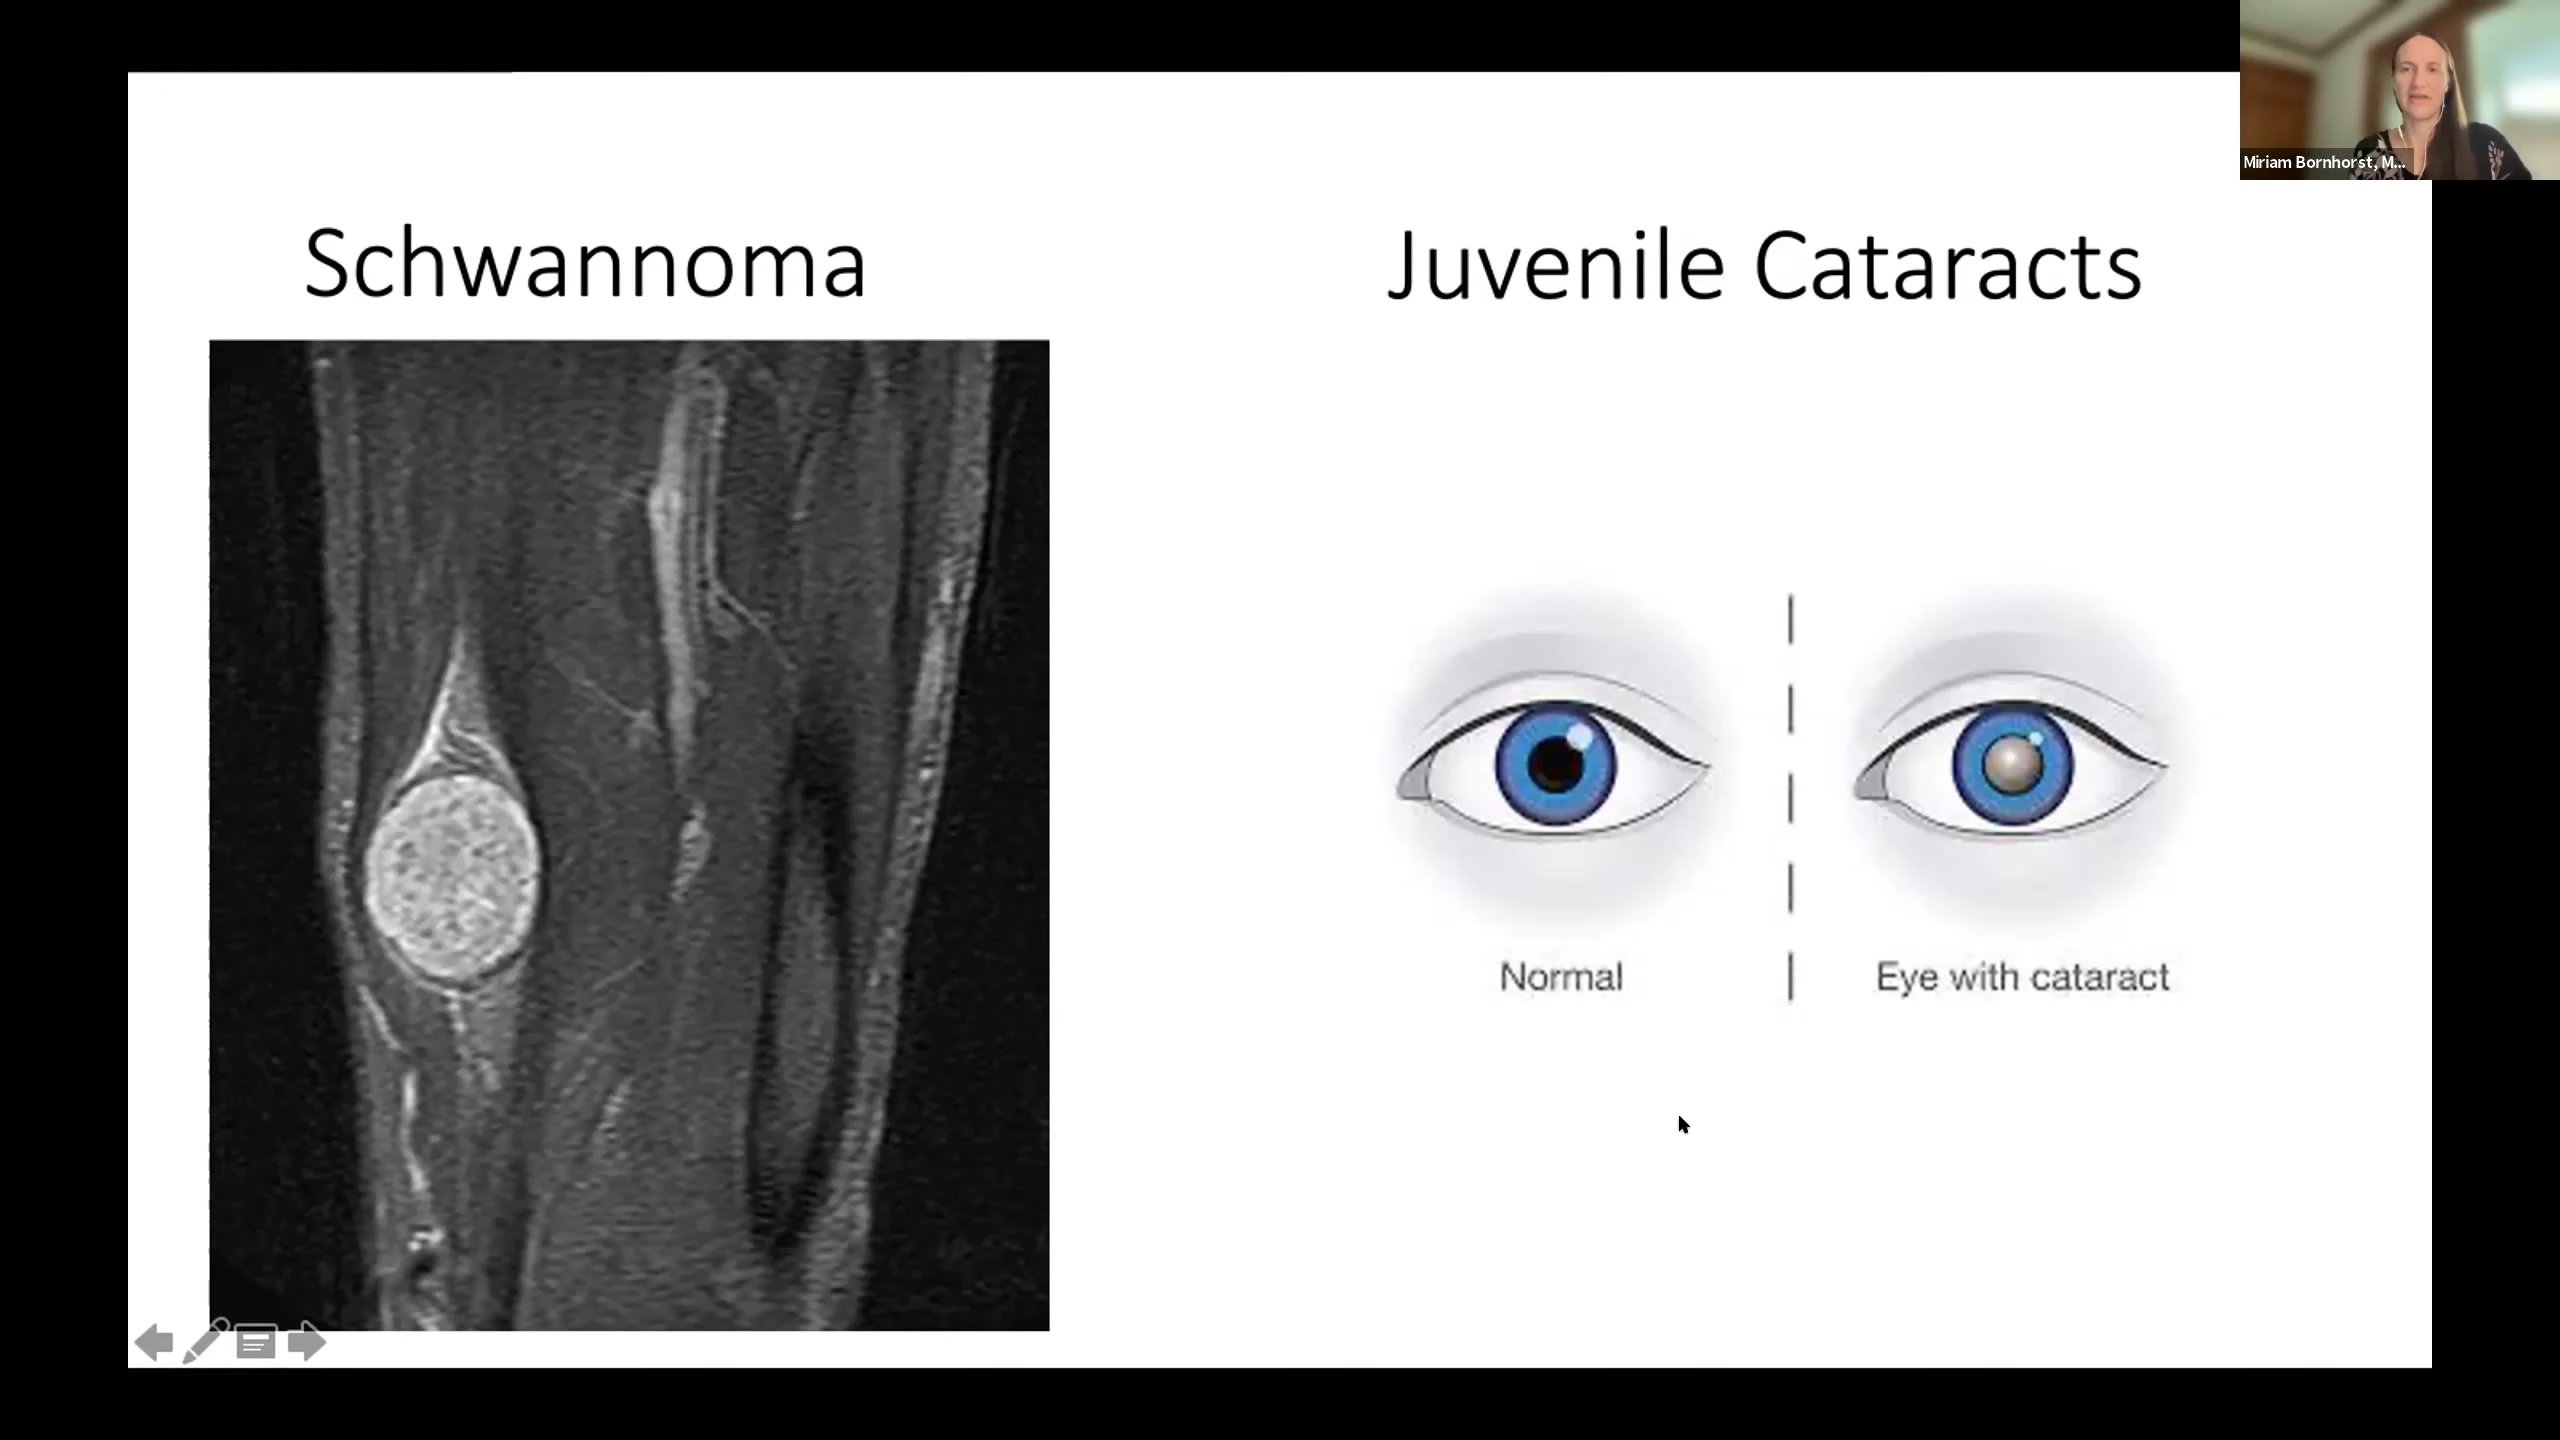 Miriam Bornhorst, M...
Schwannoma
Juvenile Cataracts
Normal
Eye with cataract